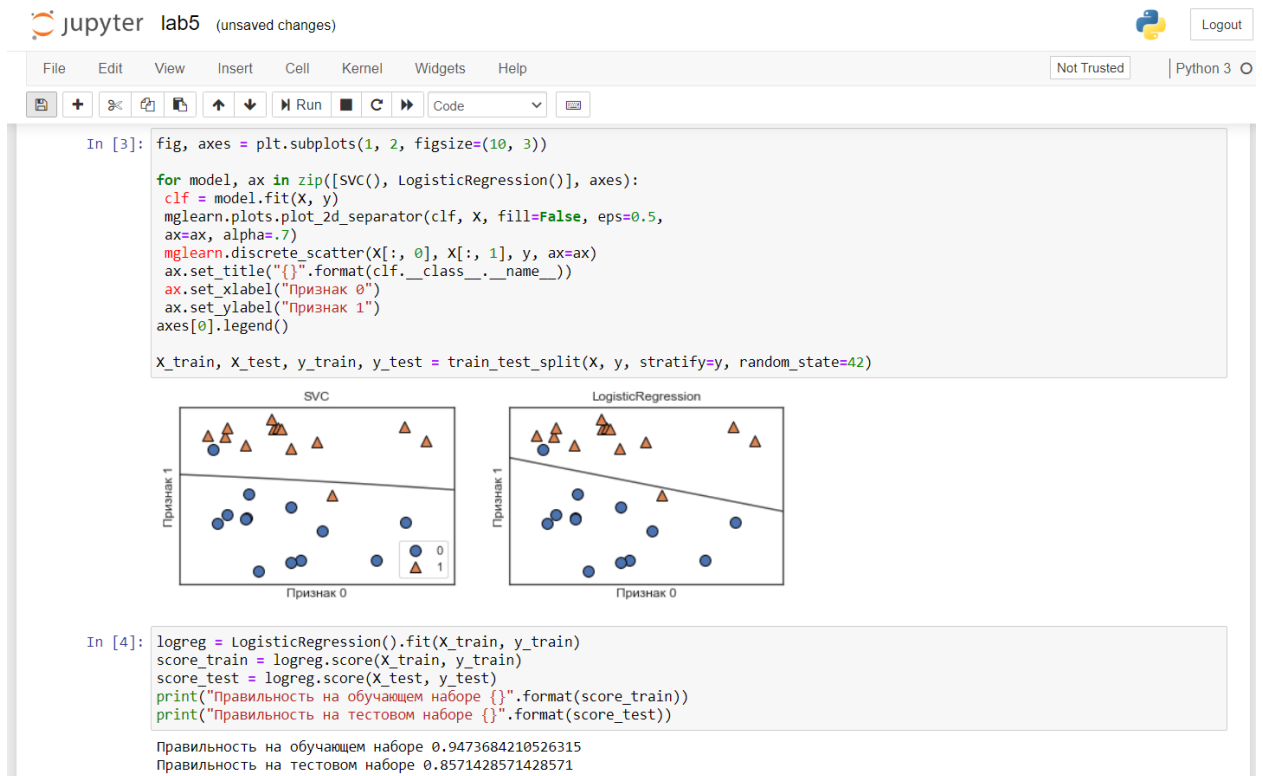 jupyter lab5 (unsaved changes)
Logout
File Edit View Insert Cell Kernel Widgets Help
Not Trusted
Python 3
Run
Code
In [3]:
fig, axes = plt.subplots(1, 2, figsize=(10, 3))
for model, ax in zip([SVC(), LogisticRegression()], axes):
clf = model.fit(X, y)
mglearn.plots.plot_2d_separator(clf, X, fill=False, eps=0.5,
ax=ax, alpha=.7)
mglearn.discrete_scatter(X[:, 0], X[:, 1], y, ax=ax)
ax.set_title("{}".format(clf.__class__.__name__))
ax.set_xlabel("Признак 0")
ax.set_ylabel("Признак 1")
axes[0].legend()
X_train, X_test, y_train, y_test = train_test_split(X, y, stratify=y, random_state=42)
SVC
Признак 1
0
1
Признак 0
LogisticRegression
Признак 1
Признак 0
In [4]:
logreg = LogisticRegression().fit(X_train, y_train)
score_train = logreg.score(X_train, y_train)
score_test = logreg.score(X_test, y_test)
print("Правильность на обучающем наборе {}".format(score_train))
print("Правильность на тестовом наборе {}".format(score_test))
Правильность на обучающем наборе 0.9473684210526315
Правильность на тестовом наборе 0.8571428571428571